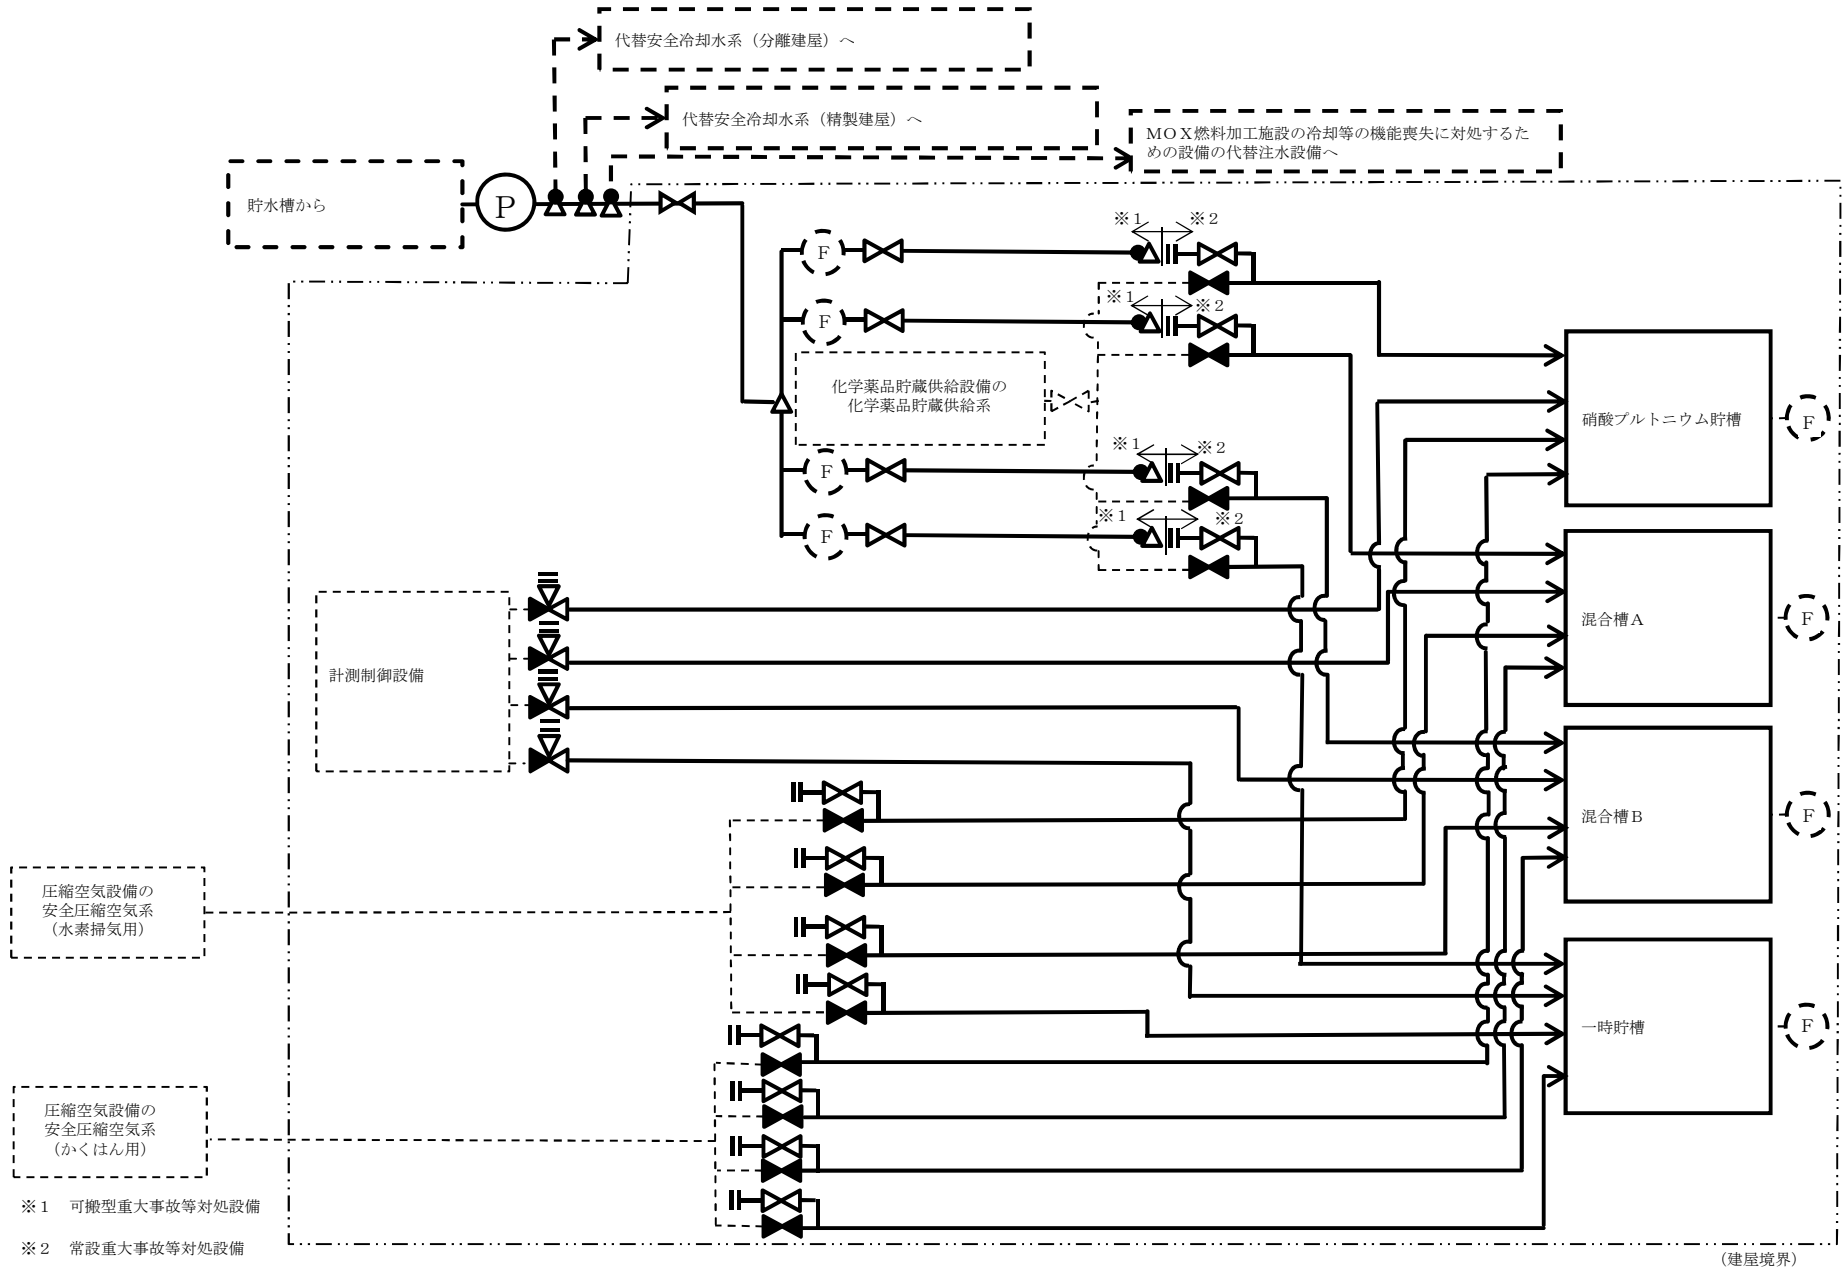 代替安全冷却水系（分離建屋）へ
代替安全冷却水系（精製建屋）へ
ＭＯＸ燃料加工施設の冷却等の機能喪失に対処するた
めの設備の代替注水設備へ
貯水槽から
P
※１
※２
F
※１
※２
F
化学薬品貯蔵供給設備の
化学薬品貯蔵供給系
硝酸プルトニウム貯槽
F
※１
※２
F
※１
※２
F
混合槽Ａ
F
計測制御設備
混合槽Ｂ
F
圧縮空気設備の
安全圧縮空気系
（水素掃気用）
一時貯槽
F
圧縮空気設備の
安全圧縮空気系
（かくはん用）
※１　可搬型重大事故等対処設備
※２　常設重大事故等対処設備
（建屋境界）